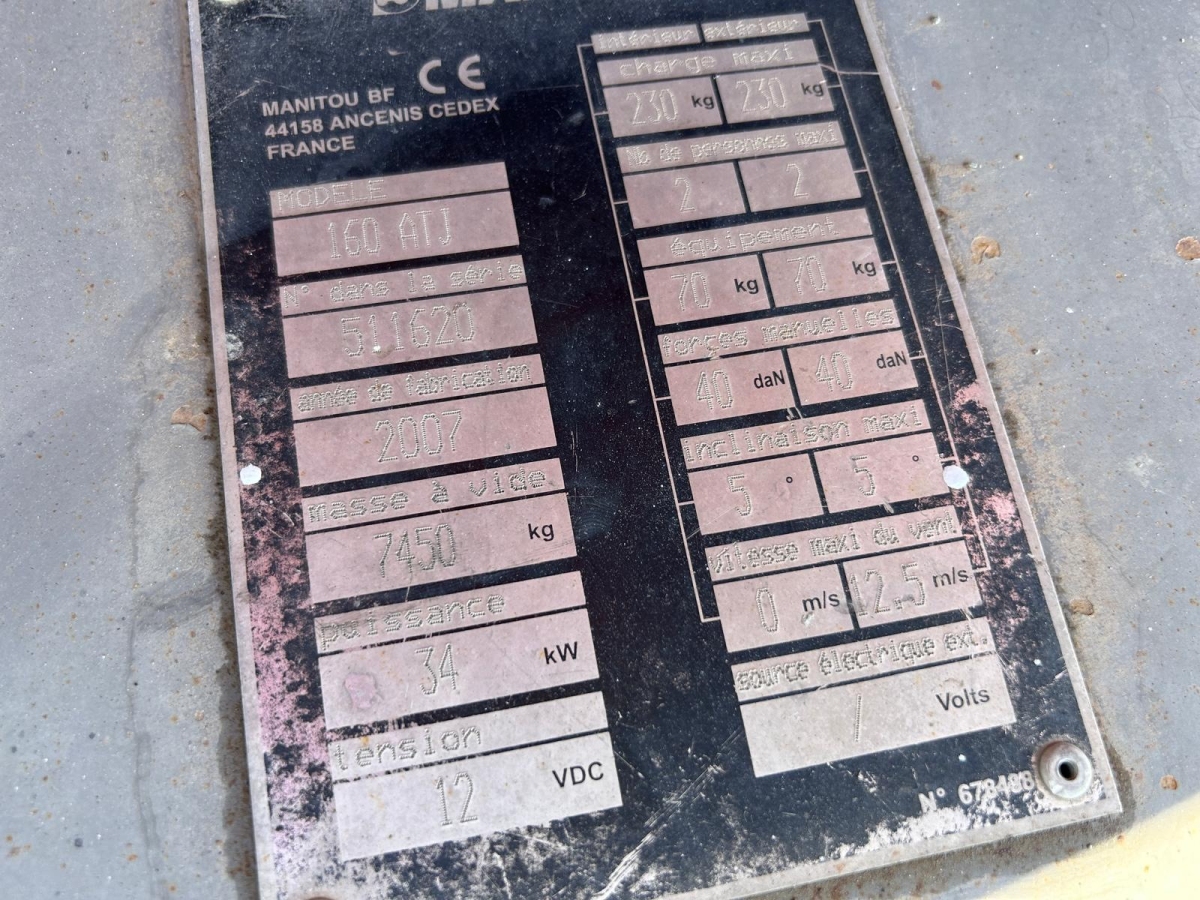 CE
MANITOU BF
44158 ANCENIS CEDEX
FRANCE
MODELE
160 ATJ
N° dans la série
511620
année de fabrication
2007
masse à vide
7450 kg
puissance
34 kW
tension
12 VDC
intérieur extérieur
charge maxi
230 kg 230 kg
Nb de personnes maxi
2 2
équipement
70 kg 70 kg
forçes manuelles
40 daN 40 daN
inclinaison maxi
5 ° 5 °
vitesse maxi du vent
0 m/s 12.5 m/s
source électrique ext.
/ Volts
N°